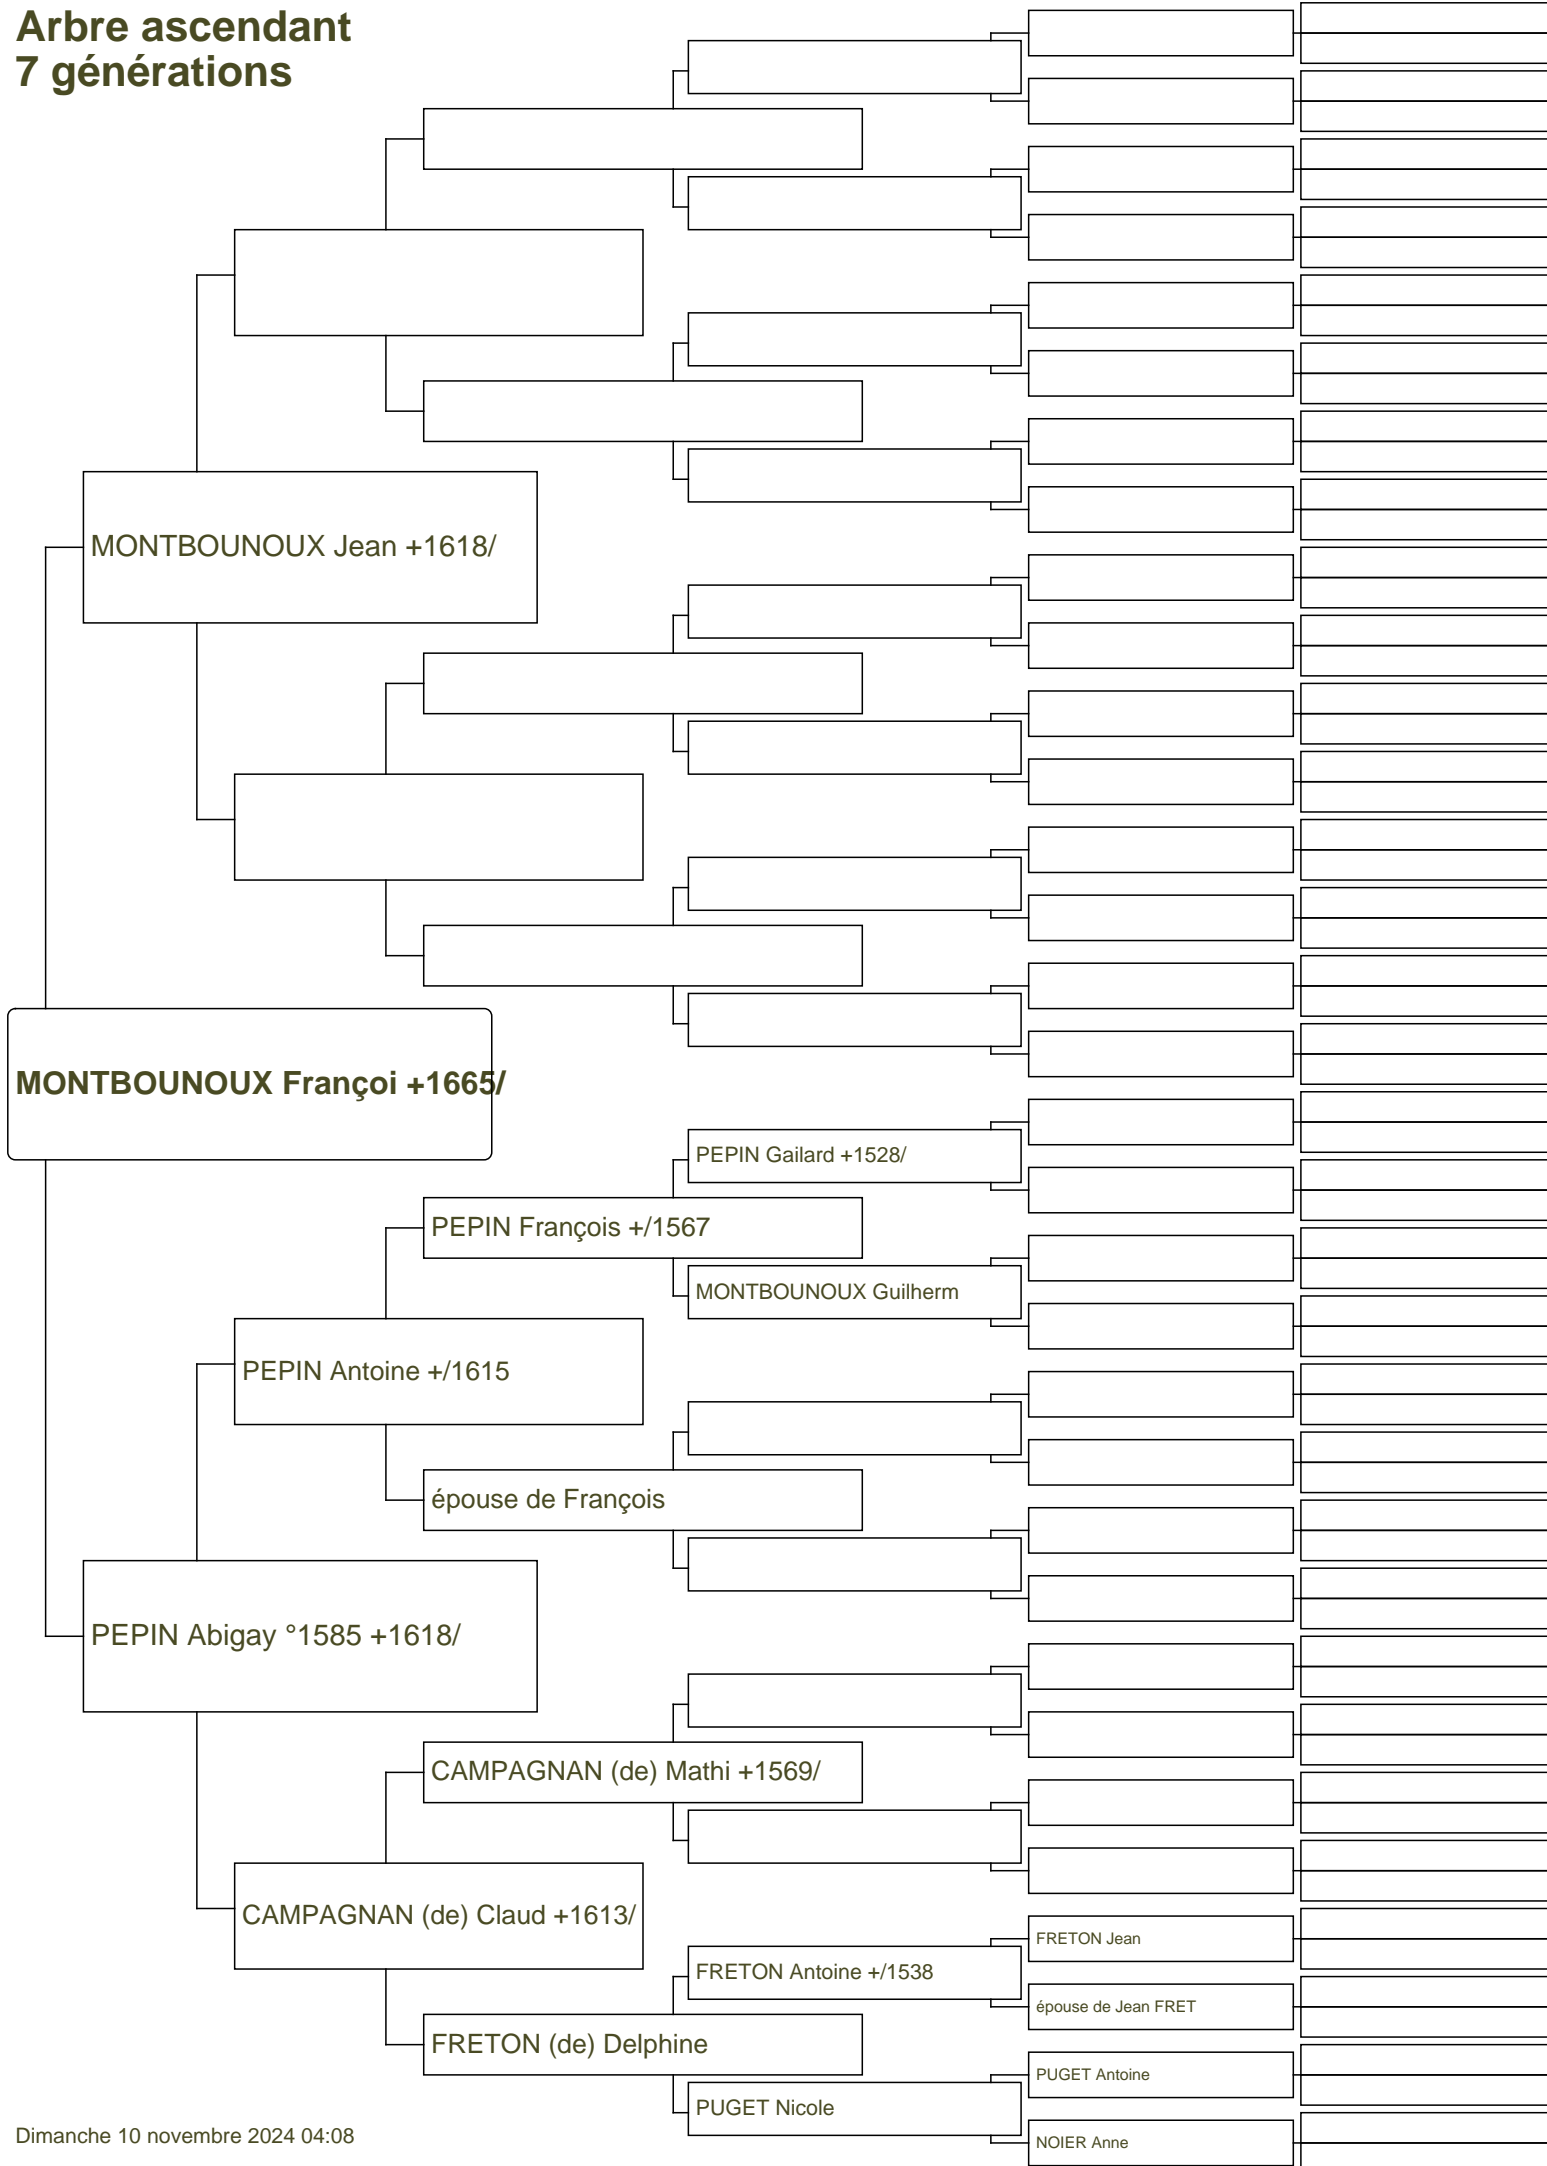 Arbre ascendant
7 générations
MONTBOUNOUX Jean +1618/
MONTBOUNOUX Françoi +1665/
PEPIN Gailard +1528/
PEPIN François +/1567
MONTBOUNOUX Guilherm
PEPIN Antoine +/1615
épouse de François
PEPIN Abigay °1585 +1618/
CAMPAGNAN (de) Mathi +1569/
CAMPAGNAN (de) Claud +1613/
FRETON Jean
FRETON Antoine +/1538
épouse de Jean FRET
FRETON (de) Delphine
PUGET Antoine
PUGET Nicole
NOIER Anne
Dimanche 10 novembre 2024 04:08